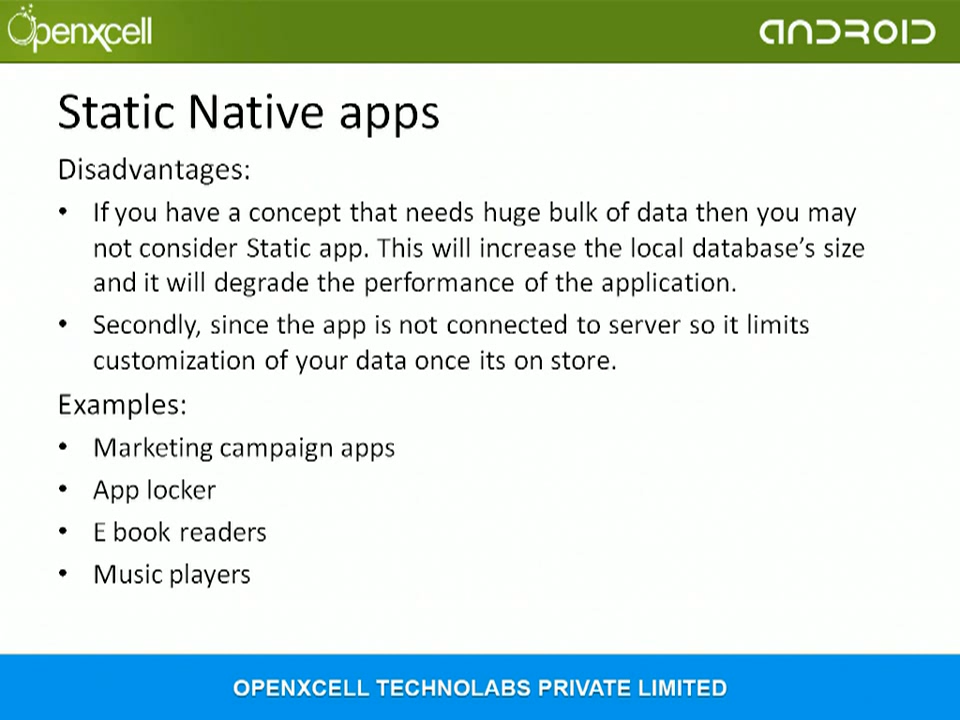 Openxcell
ANDROID
Static Native apps
Disadvantages:
• If you have a concept that needs huge bulk of data then you may
not consider Static app. This will increase the local database’s size
and it will degrade the performance of the application.
• Secondly, since the app is not connected to server so it limits
customization of your data once its on store.
Examples:
• Marketing campaign apps
• App locker
• E book readers
• Music players
OPENXCELL TECHNOLABS PRIVATE LIMITED